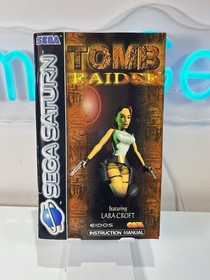 SEGA
SEGA SATURN
TOMB
RAIDER
featuring
LARA CROFT
EIDOS
CORE
INSTRUCTION MANUAL